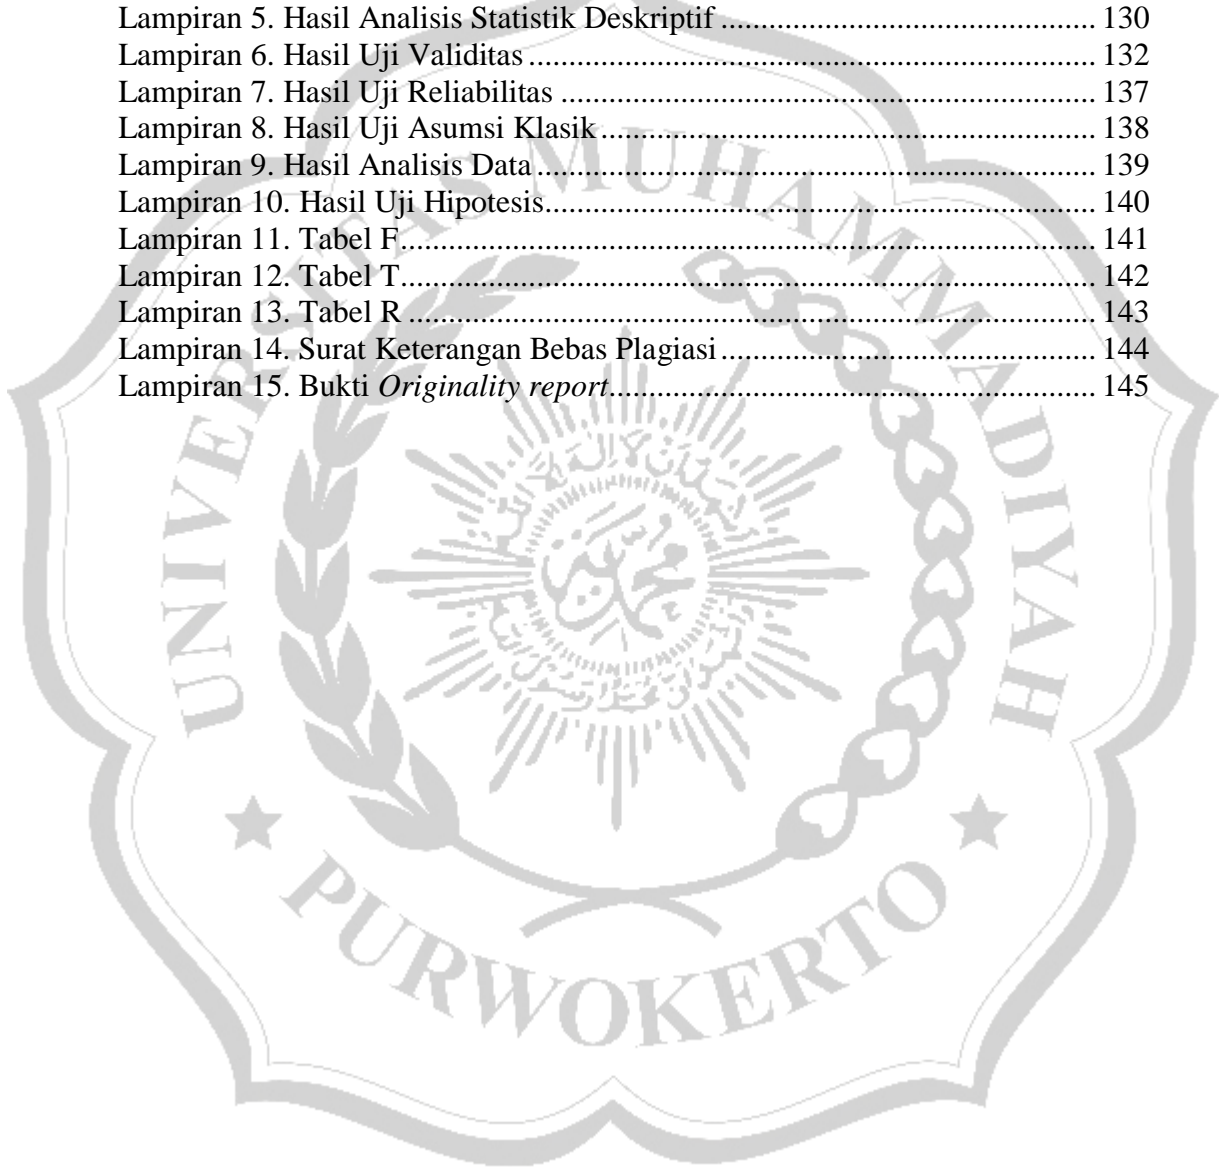 Lampiran 5. Hasil Analisis Statistik Deskriptif ............................................. 130
Lampiran 6. Hasil Uji Validitas .................................................................... 132
Lampiran 7. Hasil Uji Reliabilitas ................................................................ 137
Lampiran 8. Hasil Uji Asumsi Klasik ............................................................ 138
Lampiran 9. Hasil Analisis Data ................................................................... 139
Lampiran 10. Hasil Uji Hipotesis................................................................... 140
Lampiran 11. Tabel F..................................................................................... 141
Lampiran 12. Tabel T..................................................................................... 142
Lampiran 13. Tabel R .................................................................................... 143
Lampiran 14. Surat Keterangan Bebas Plagiasi ............................................. 144
Lampiran 15. Bukti Originality report........................................................... 145
UNIVERSITAS MUHAMMADIYAH
PURWOKERTO